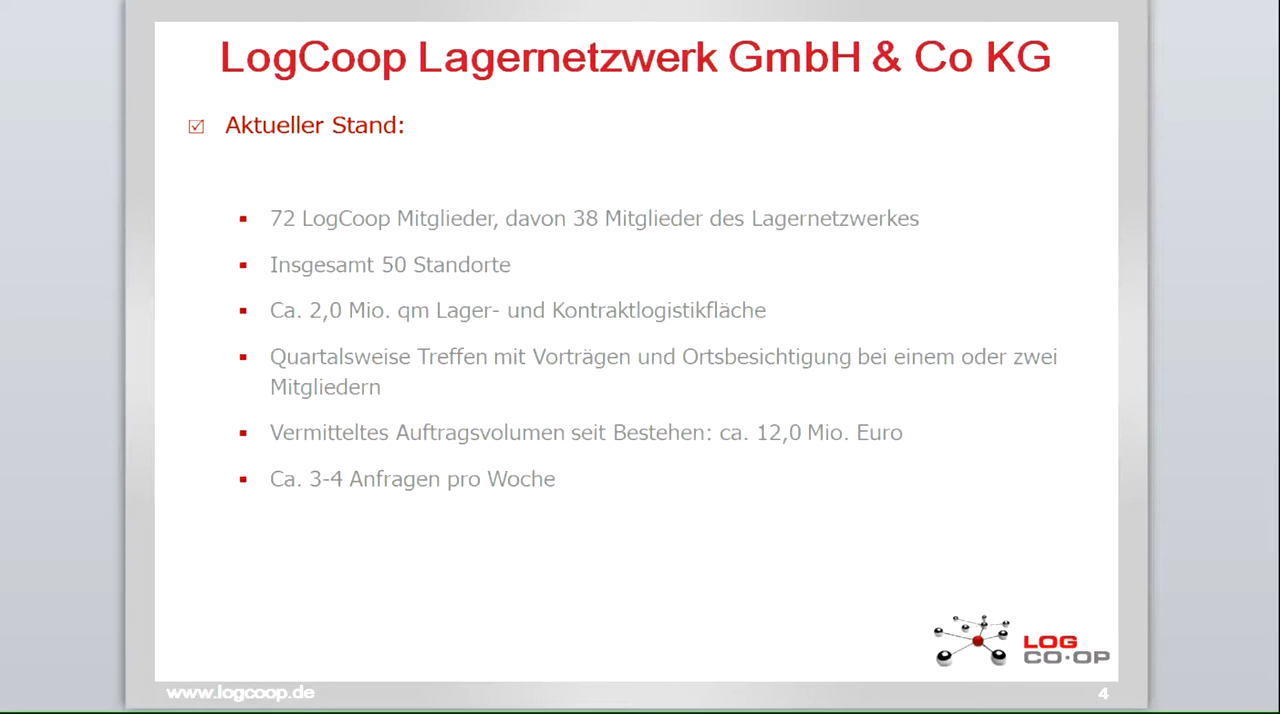 LogCoop Lagernetzwerk GmbH & Co KG
Aktueller Stand:
72 LogCoop Mitglieder, davon 38 Mitglieder des Lagernetzwerkes
Insgesamt 50 Standorte
Ca. 2,0 Mio. qm Lager- und Kontraktlogistikfläche
Quartalsweise Treffen mit Vorträgen und Ortsbesichtigung bei einem oder zwei
Mitgliedern
Vermitteltes Auftragsvolumen seit Bestehen: ca. 12,0 Mio. Euro
Ca. 3-4 Anfragen pro Woche
LOG
CO·OP
www.logcoop.de
4